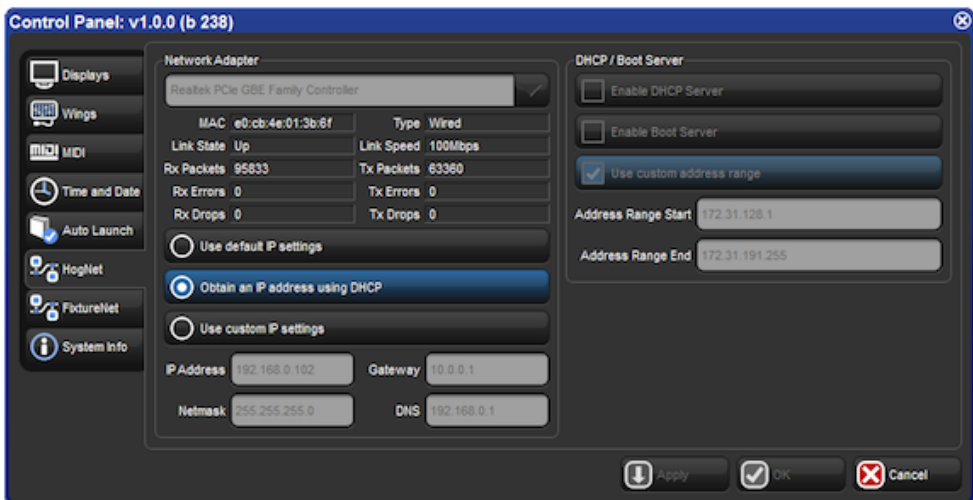 Control Panel: v1.0.0 (b 238)
Displays
Wings
MIDI MIDI
Time and Date
Auto Launch
HogNet
FixtureNet
System Info
Network Adapter
Realtek PCIe GBE Family Controller
MAC e0:cb:4e:01:3b:6f Type Wired
Link State Up Link Speed 100Mbps
Rx Packets 95833 Tx Packets 63360
Rx Errors 0 Tx Errors 0
Rx Drops 0 Tx Drops 0
Use default IP settings
Obtain an IP address using DHCP
Use custom IP settings
IP Address 192.168.0.102 Gateway 10.0.0.1
Netmask 255.255.255.0 DNS 192.168.0.1
DHCP / Boot Server
Enable DHCP Server
Enable Boot Server
Use custom address range
Address Range Start 172.31.128.1
Address Range End 172.31.191.255
Apply OK Cancel